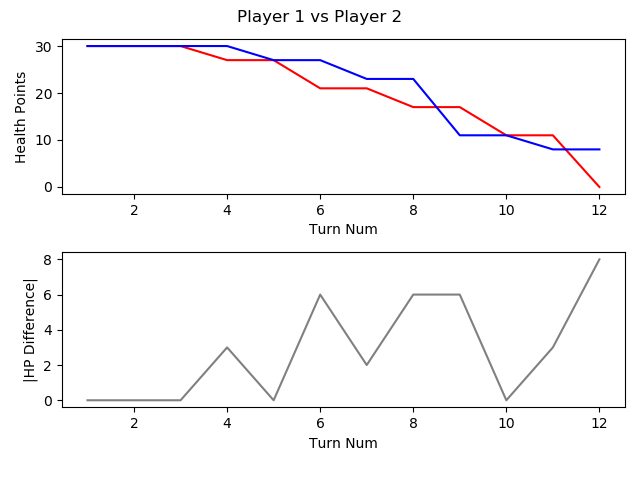 Player 1 vs Player 2
30
20
10
0
Health Points
2 4 6 8 10 12
Turn Num
8
6
4
2
0
|HP Difference|
2 4 6 8 10 12
Turn Num